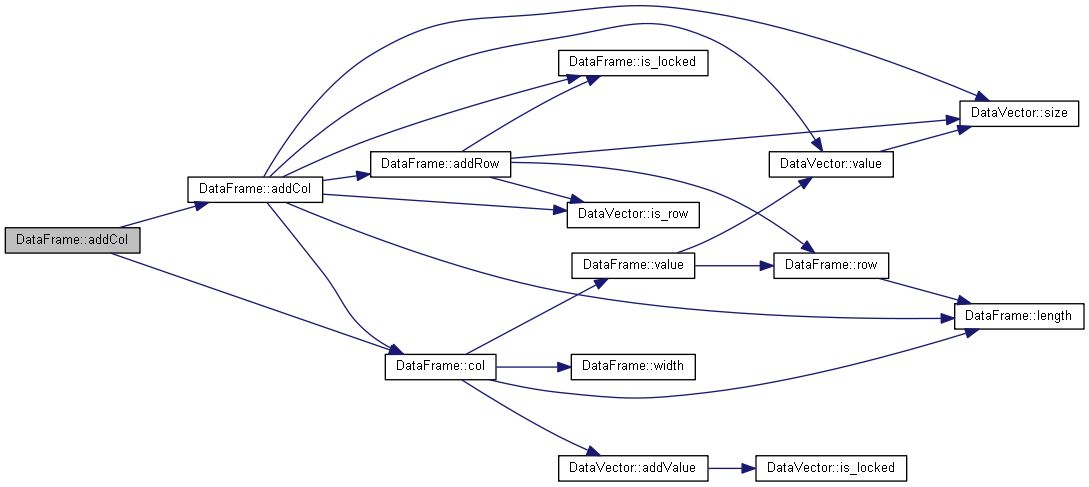 DataFrame::addCol
DataFrame::addCol
DataFrame::is_locked
DataFrame::addRow
DataVector::is_row
DataVector::size
DataVector::value
DataFrame::value
DataFrame::row
DataFrame::length
DataFrame::col
DataFrame::width
DataVector::addValue
DataVector::is_locked